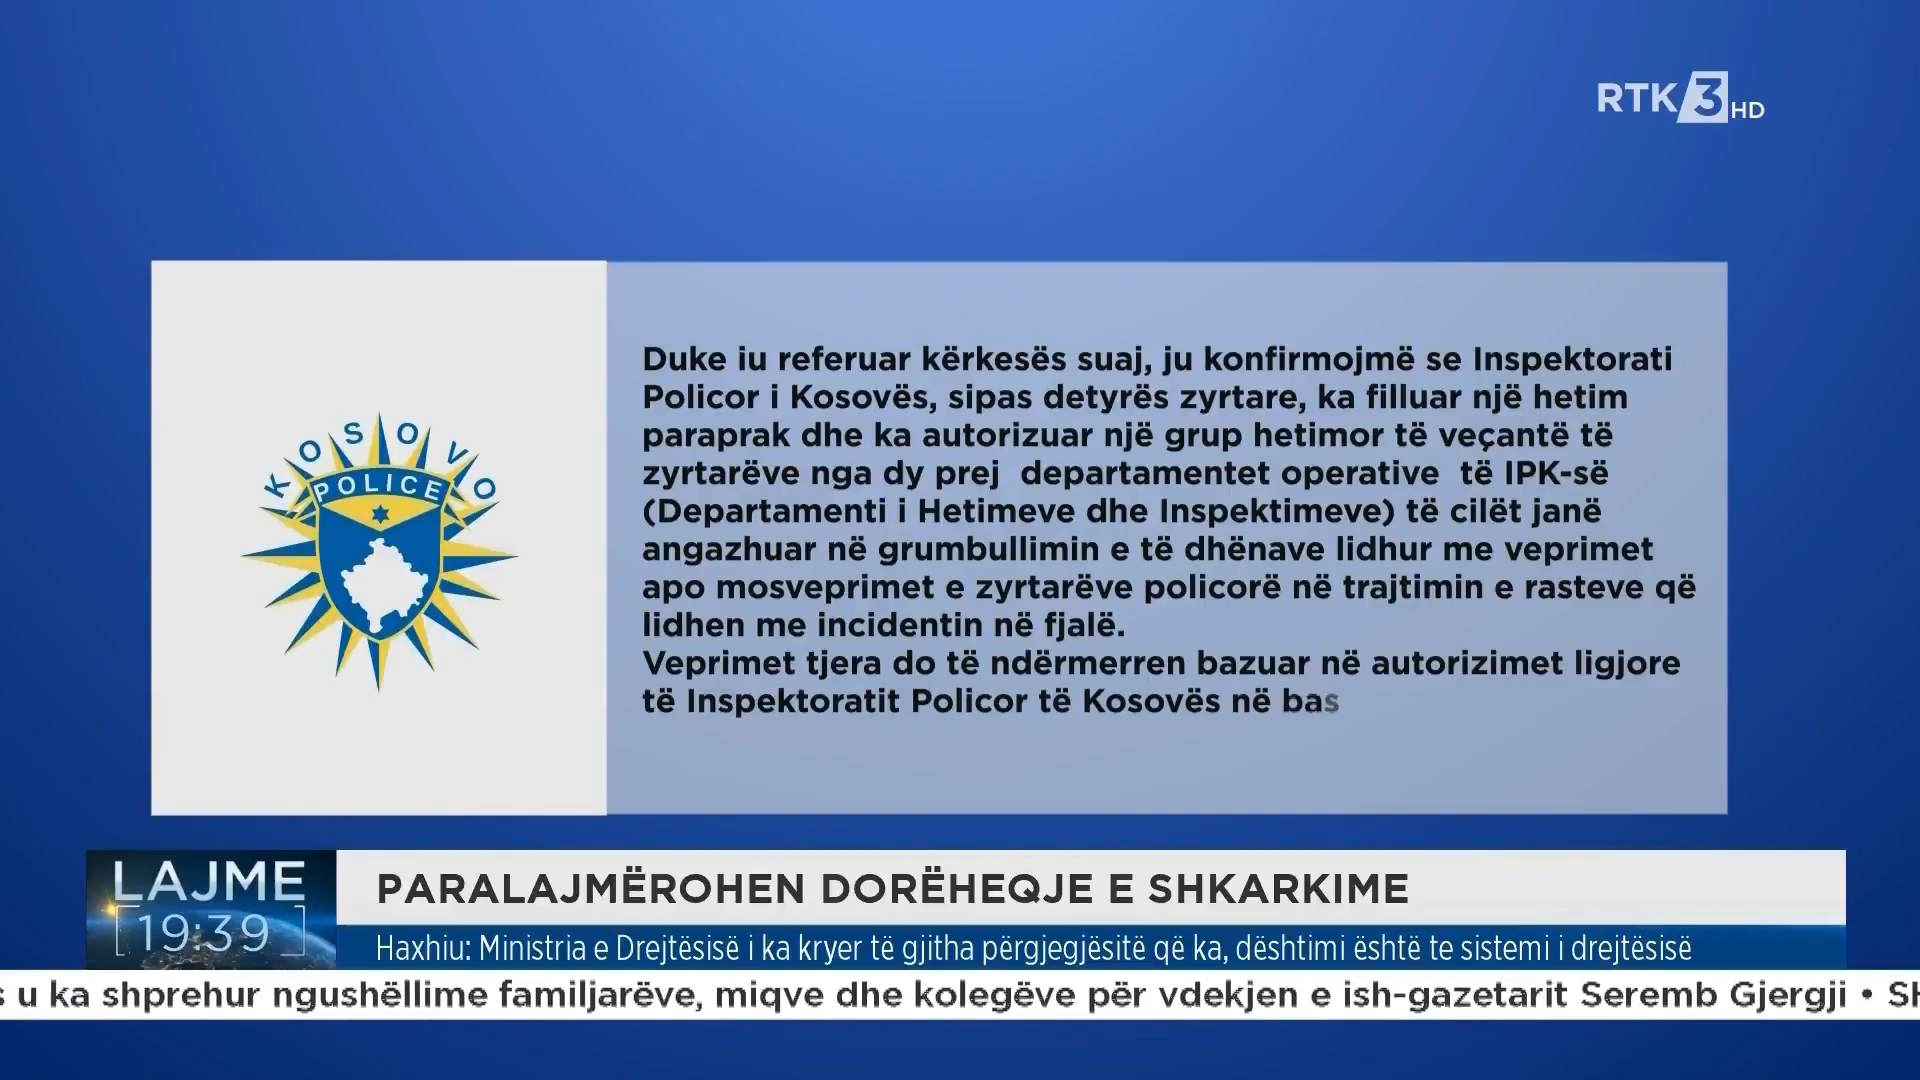 RTK 3 HD
KOSOVO
POLICE
Duke iu referuar kërkesës suaj, ju konfirmojmë se Inspektorati
Policor i Kosovës, sipas detyrës zyrtare, ka filluar një hetim
paraprak dhe ka autorizuar një grup hetimor të veçantë të
zyrtarëve nga dy prej  departamentet operative  të IPK-së
(Departamenti i Hetimeve dhe Inspektimeve) të cilët janë
angazhuar në grumbullimin e të dhënave lidhur me veprimet
apo mosveprimet e zyrtarëve policorë në trajtimin e rasteve që
lidhen me incidentin në fjalë.
Veprimet tjera do të ndërmerren bazuar në autorizimet ligjore
të Inspektoratit Policor të Kosovës në bas
LAJME
19:39
PARALAJMËROHEN DORËHEQJE E SHKARKIME
Haxhiu: Ministria e Drejtësisë i ka kryer të gjitha përgjegjësitë që ka, dështimi është te sistemi i drejtësisë
s u ka shprehur ngushëllime familjarëve, miqve dhe kolegëve për vdekjen e ish-gazetarit Seremb Gjergji • SH